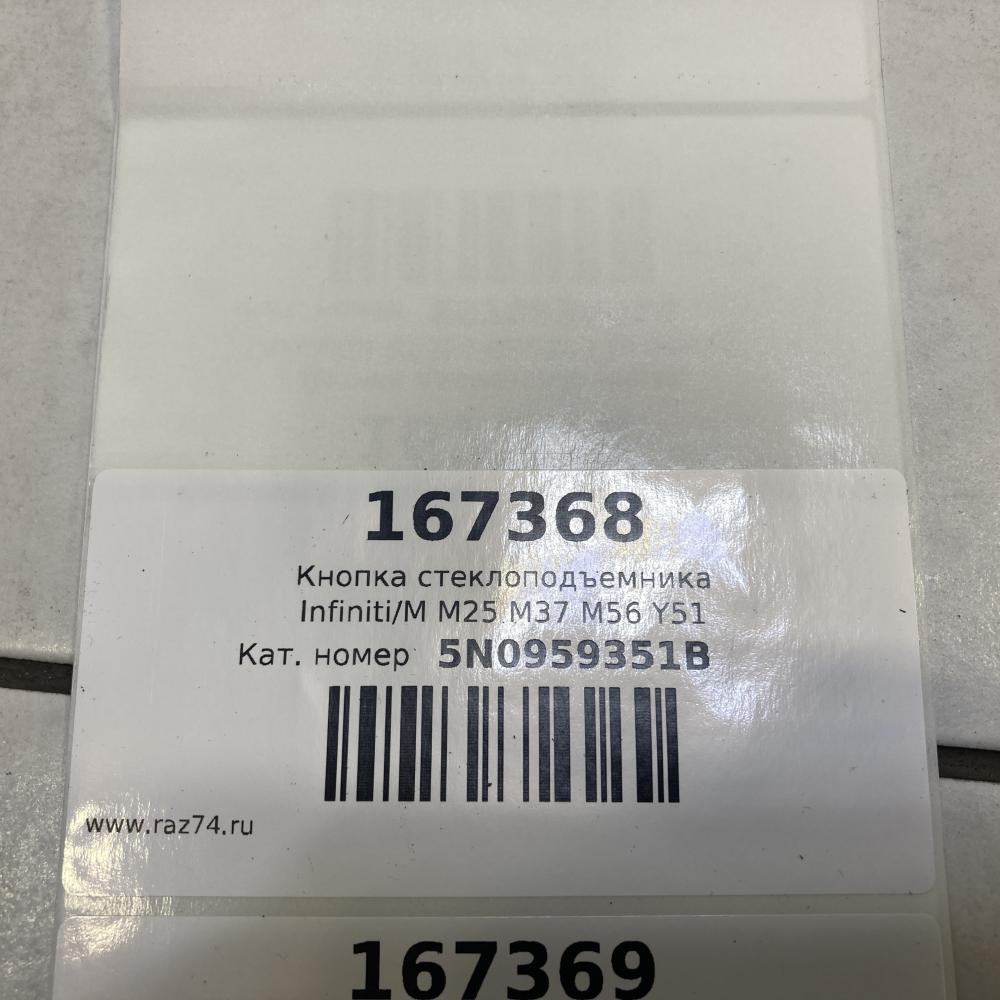 167368
Кнопка стеклоподъемника
Infiniti/M M25 M37 M56 Y51
Кат. номер 5N0959351B
www.raz74.ru
167369